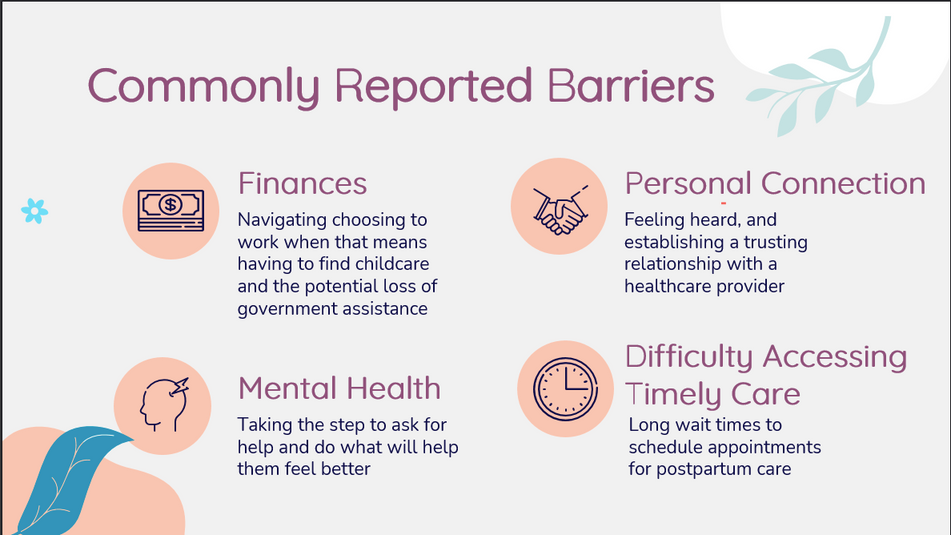 Commonly Reported Barriers
Finances
Navigating choosing to
work when that means
having to find childcare
and the potential loss of
government assistance
Personal Connection
Feeling heard, and
establishing a trusting
relationship with a
healthcare provider
Mental Health
Taking the step to ask for
help and do what will help
them feel better
Difficulty Accessing
Timely Care
Long wait times to
schedule appointments
for postpartum care